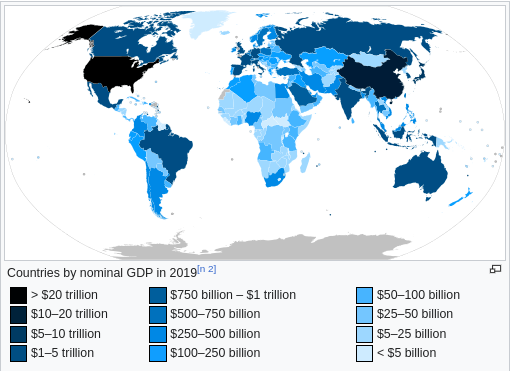 Countries by nominal GDP in 2019[n 2]
> $20 trillion
$10–20 trillion
$5–10 trillion
$1–5 trillion
$750 billion – $1 trillion
$500–750 billion
$250–500 billion
$100–250 billion
$50–100 billion
$25–50 billion
$5–25 billion
< $5 billion